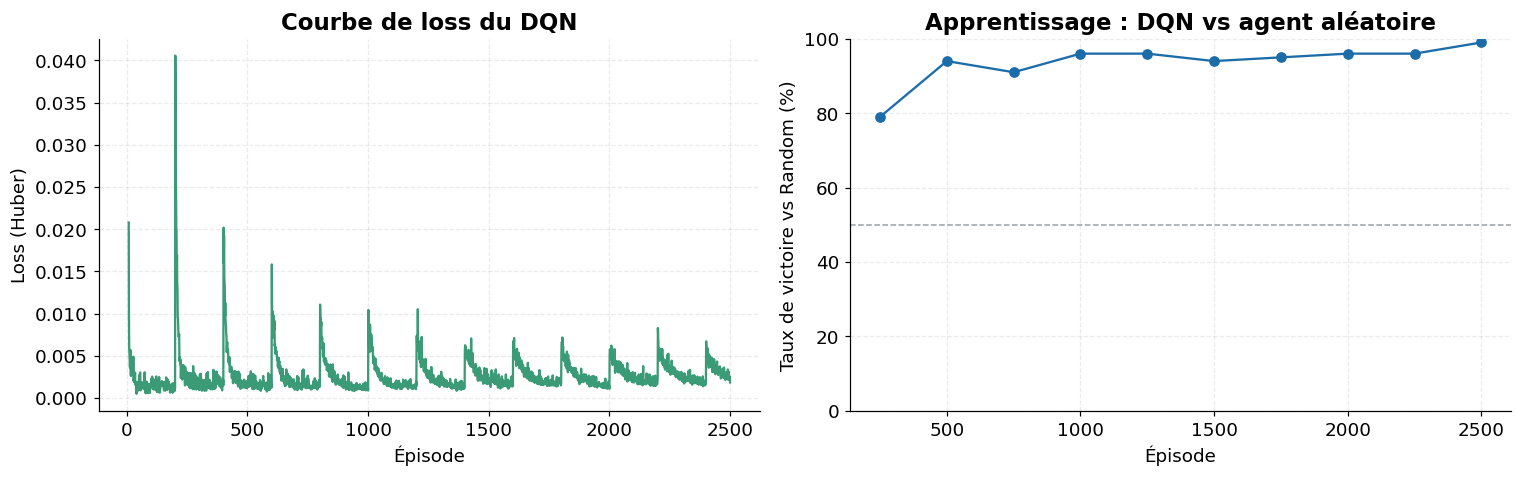 Courbe de loss du DQN
Loss (Huber)
0.040
0.035
0.030
0.025
0.020
0.015
0.010
0.005
0.000
0 500 1000 1500 2000 2500
Épisode
Apprentissage : DQN vs agent aléatoire
Taux de victoire vs Random (%)
100
80
60
40
20
0
500 1000 1500 2000 2500
Épisode